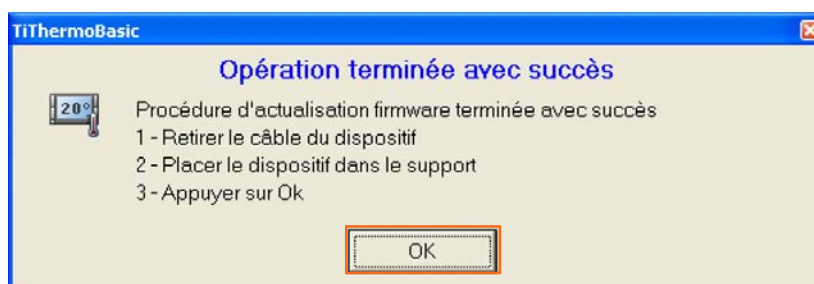 TiThermoBasic
Opération terminée avec succès
20°
Procédure d'actualisation firmware terminée avec succès
1 - Retirer le câble du dispositif
2 - Placer le dispositif dans le support
3 - Appuyer sur Ok
OK